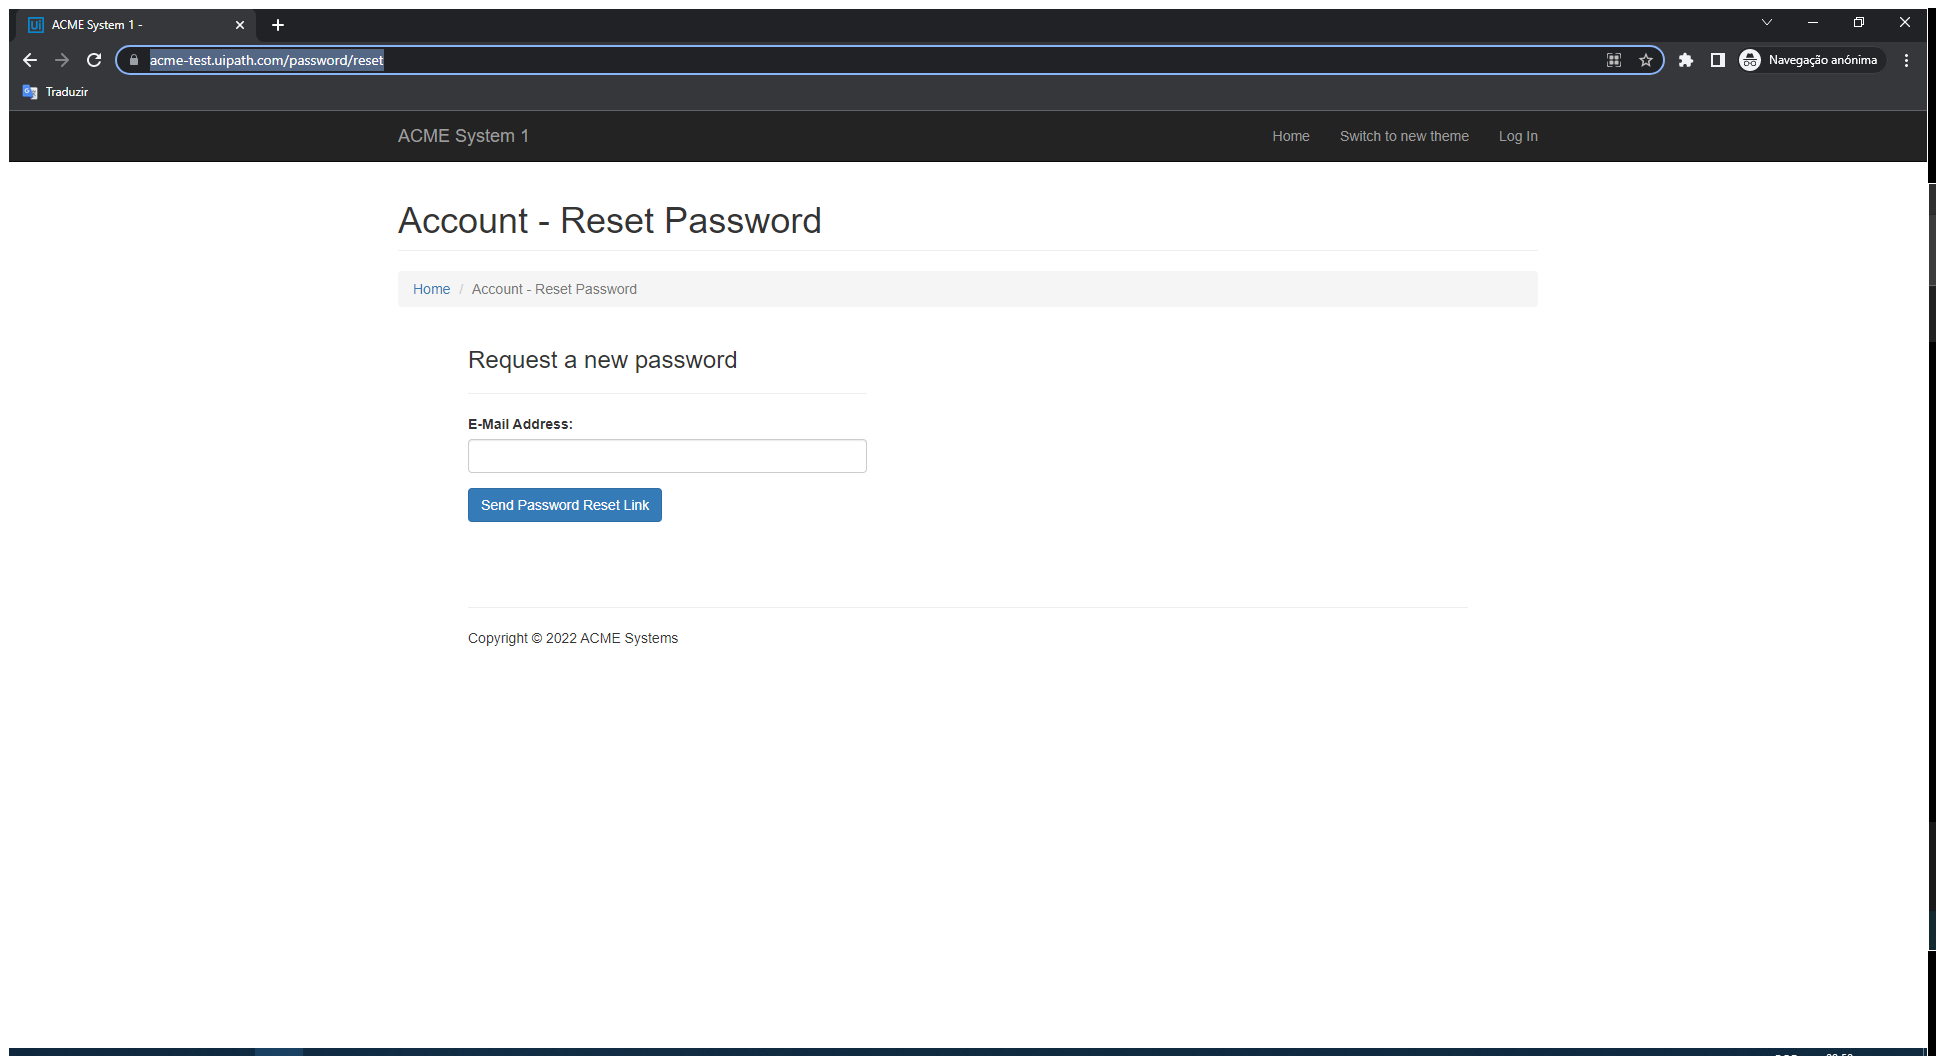 ACME System 1 -
acme-test.uipath.com/password/reset
Navegação anónima
Traduzir
ACME System 1
Home
Switch to new theme
Log In
Account - Reset Password
Home / Account - Reset Password
Request a new password
E-Mail Address:
Send Password Reset Link
Copyright © 2022 ACME Systems